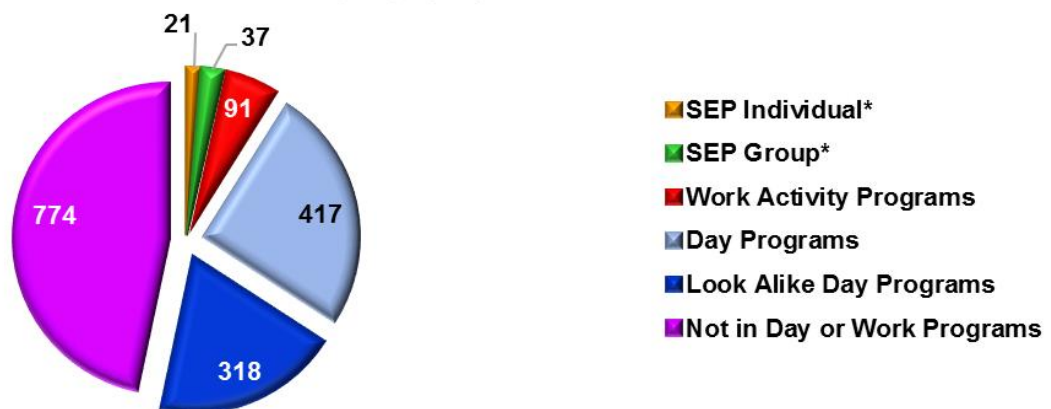 21
37
91
417
318
774
SEP Individual*
SEP Group*
Work Activity Programs
Day Programs
Look Alike Day Programs
Not in Day or Work Programs